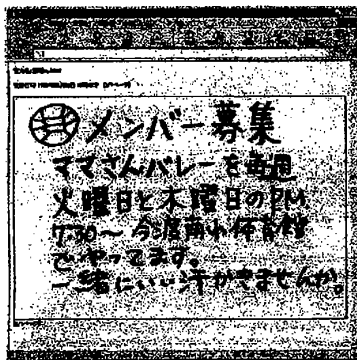 メンバー募集
ママさんバレーを毎週
火曜日と木曜日のPM
7:30〜今渡南小体育館
でやってます。
一緒にいい汗かきませんか。